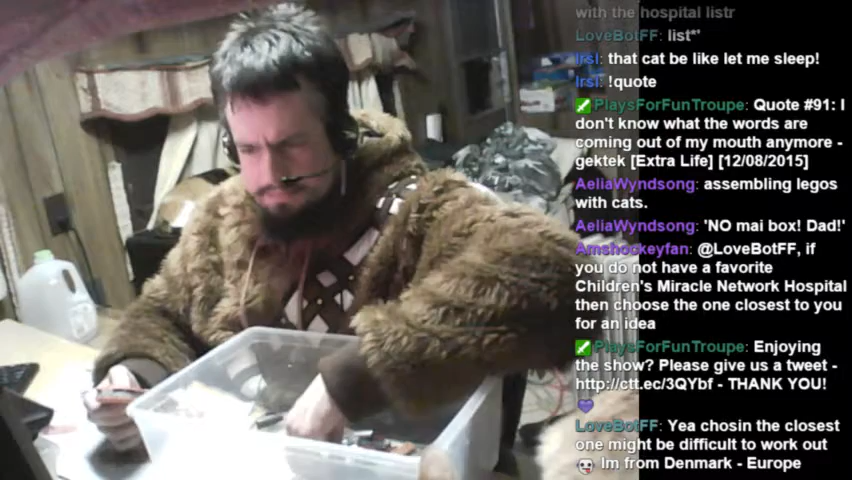 with the hospital listr
LoveBotFF: list*'
Irsl: that cat be like let me sleep!
Irsl: !quote
PlaysForFunTroupe: Quote #91: I
don't know what the words are
coming out of my mouth anymore -
gektek [Extra Life] [12/08/2015]
AeliaWyndsong: assembling legos
with cats.
AeliaWyndsong: 'NO mai box! Dad!'
Amshockeyfan: @LoveBotFF, if
you do not have a favorite
Children's Miracle Network Hospital
then choose the one closest to you
for an idea
PlaysForFunTroupe: Enjoying
the show? Please give us a tweet -
http://ctt.ec/3QYbf - THANK YOU!
LoveBotFF: Yea chosin the closest
one might be difficult to work out
Im from Denmark - Europe